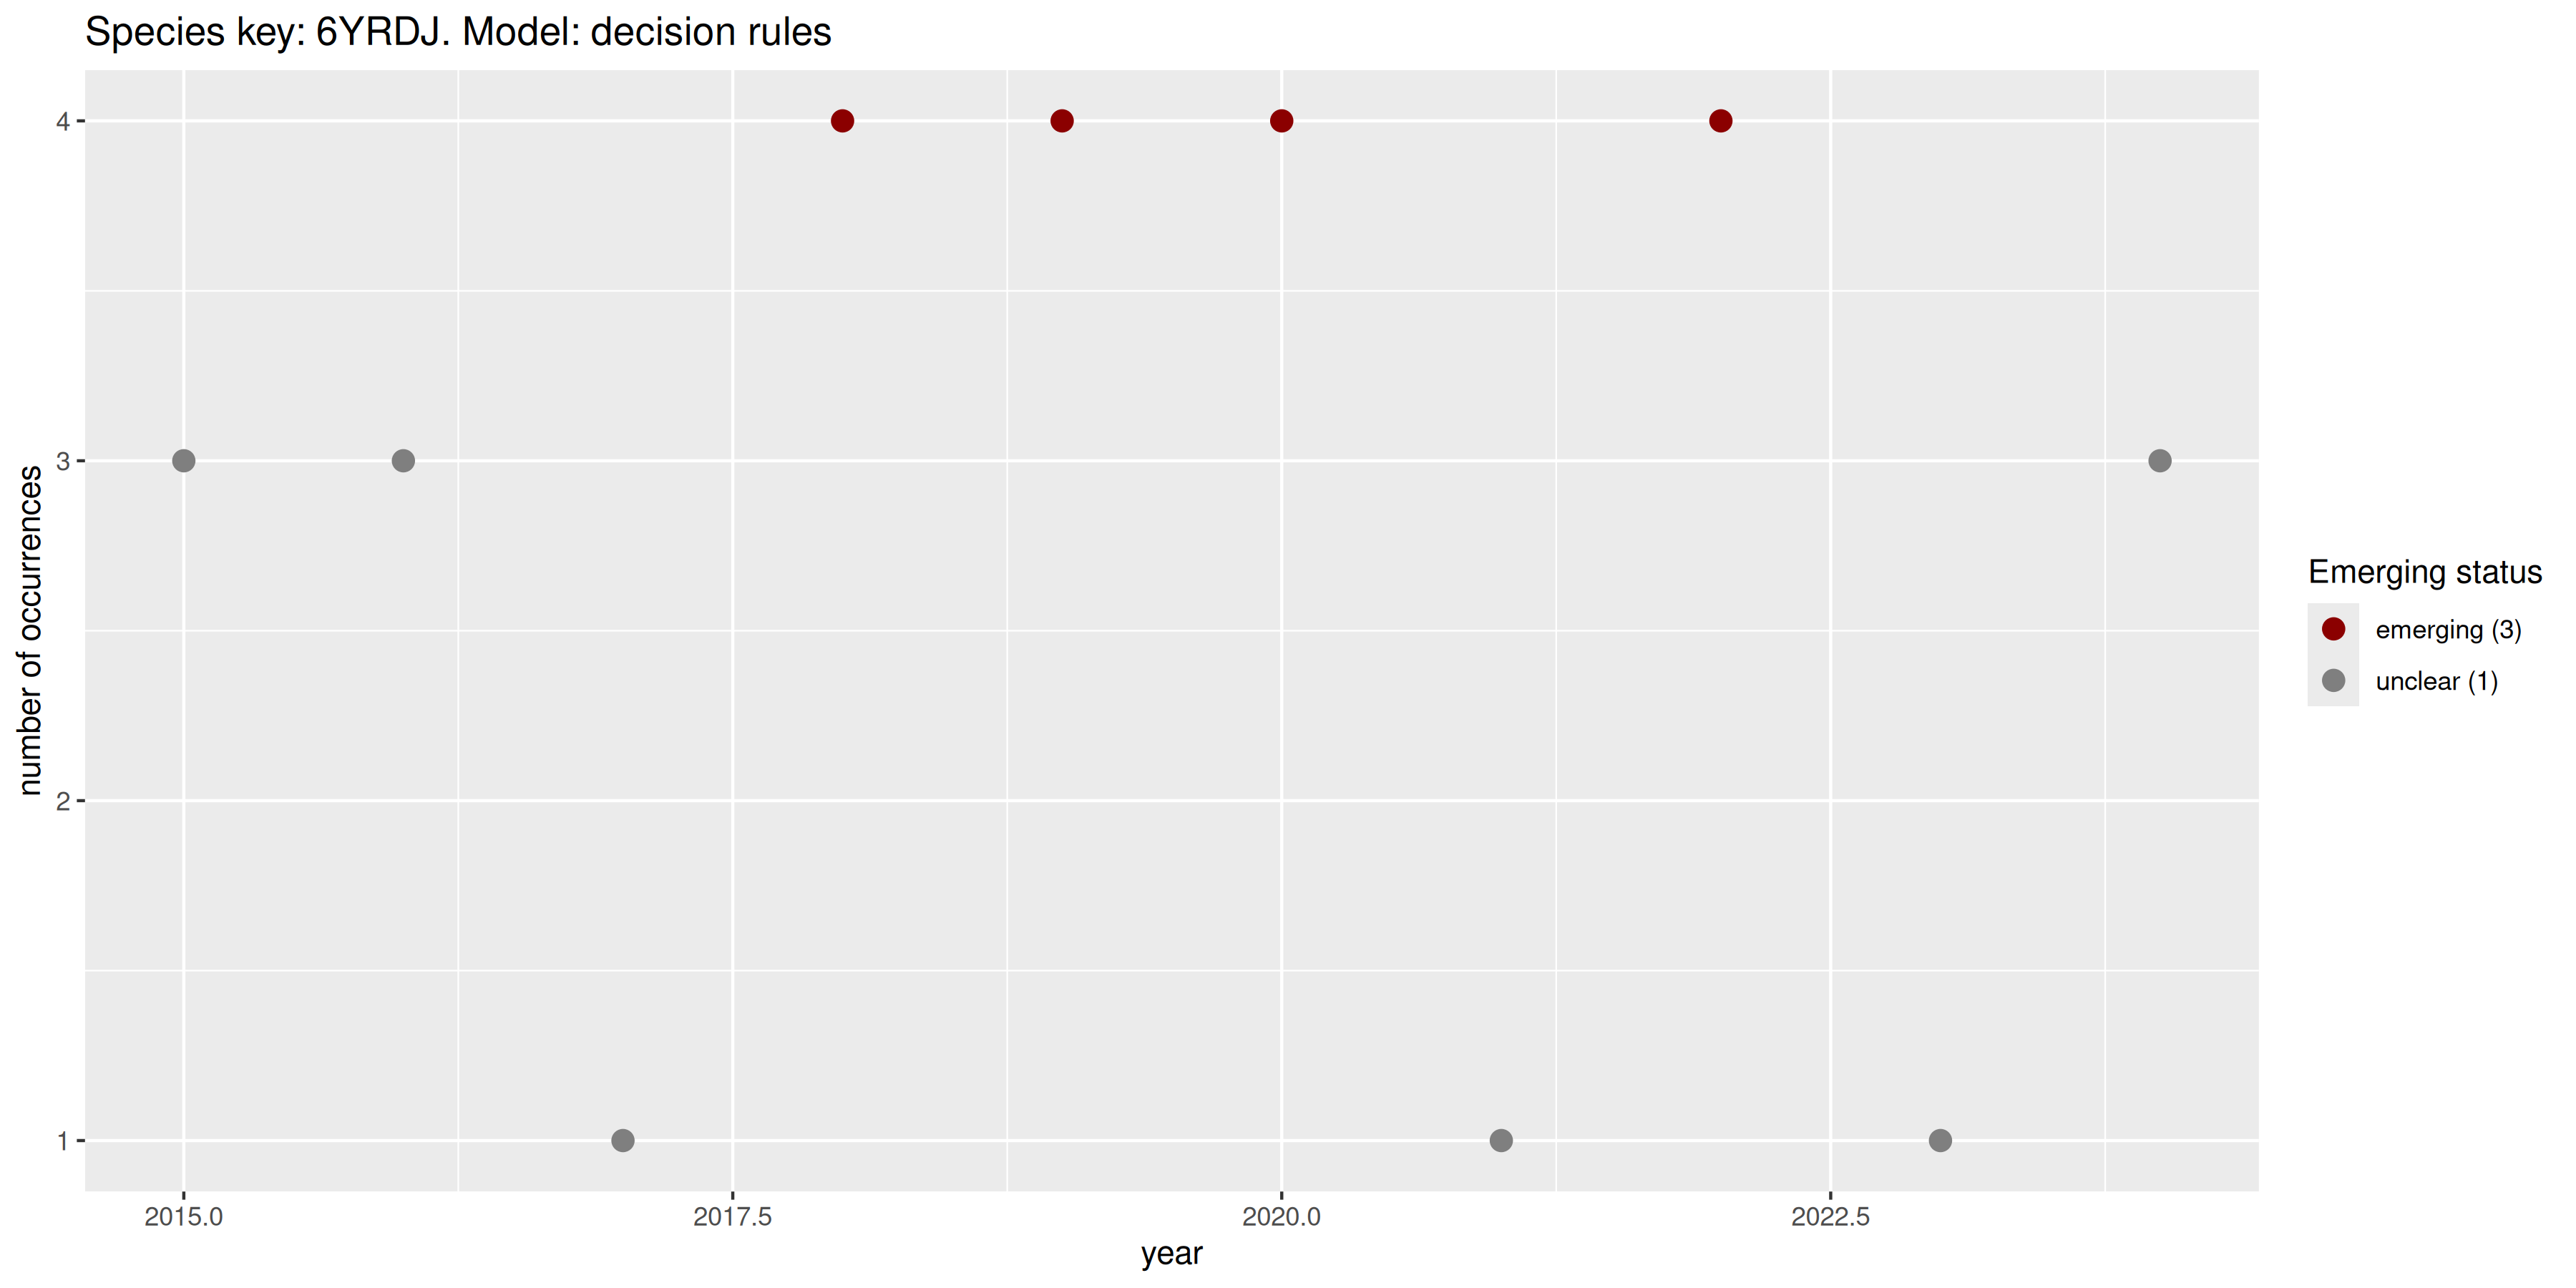 Species key: 6YRDJ. Model: decision rules
number of occurrences
4
3
2
1
2015.0
2017.5
2020.0
2022.5
year
Emerging status
emerging (3)
unclear (1)